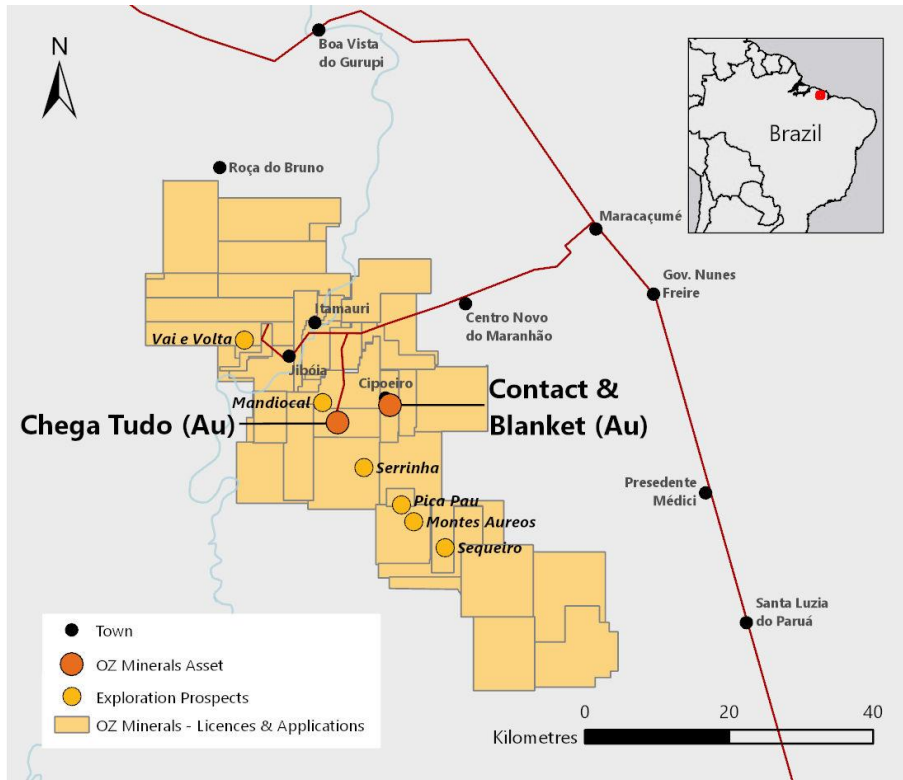 N
Boa Vista
do Gurupi
Brazil
Roça do Bruno
Maracaçumé
Gov. Nunes
Freire
Itamauri
Centro Novo
do Maranhão
Vai e Volta
Jibóia
Cipoeiro
Contact &
Blanket (Au)
Mandiocal
Chega Tudo (Au)
Serrinha
Pica Pau
Montes Aureos
Sequeiro
Presedente
Médici
Santa Luzia
do Paruá
Town
OZ Minerals Asset
Exploration Prospects
OZ Minerals - Licences & Applications
0 20 40
Kilometres